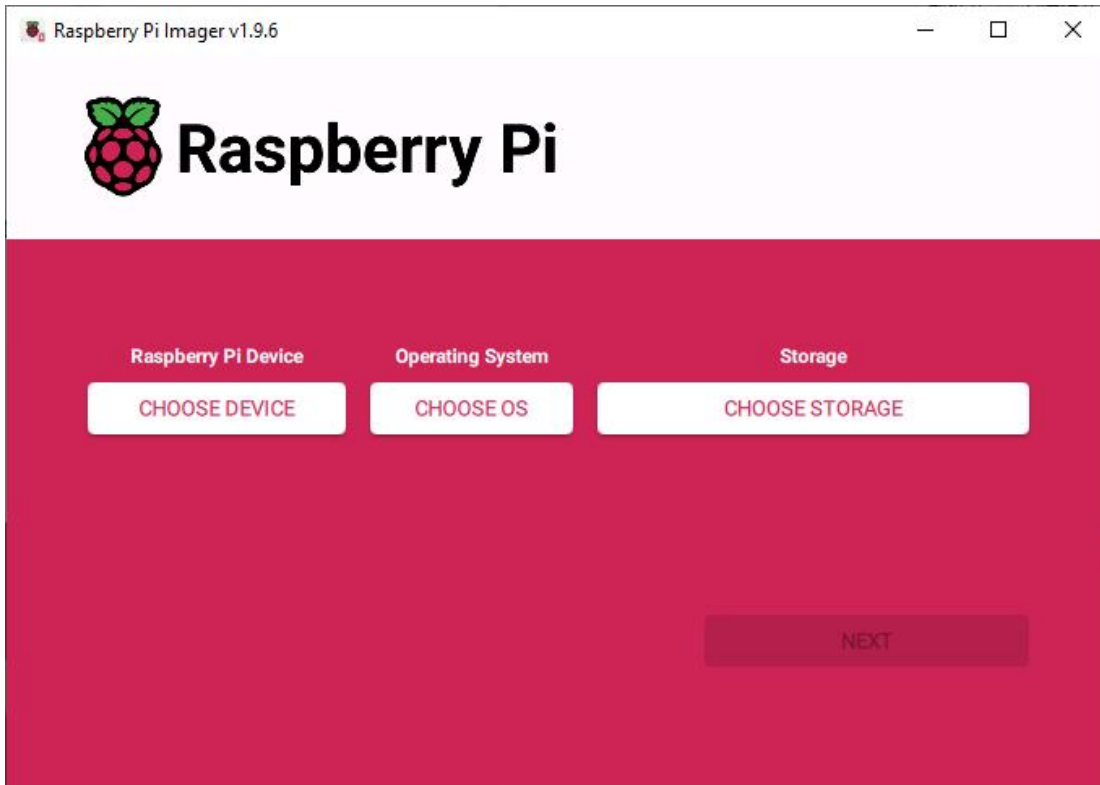 Raspberry Pi Imager v1.9.6
Raspberry Pi
Raspberry Pi Device
Operating System
Storage
CHOOSE DEVICE
CHOOSE OS
CHOOSE STORAGE
NEXT